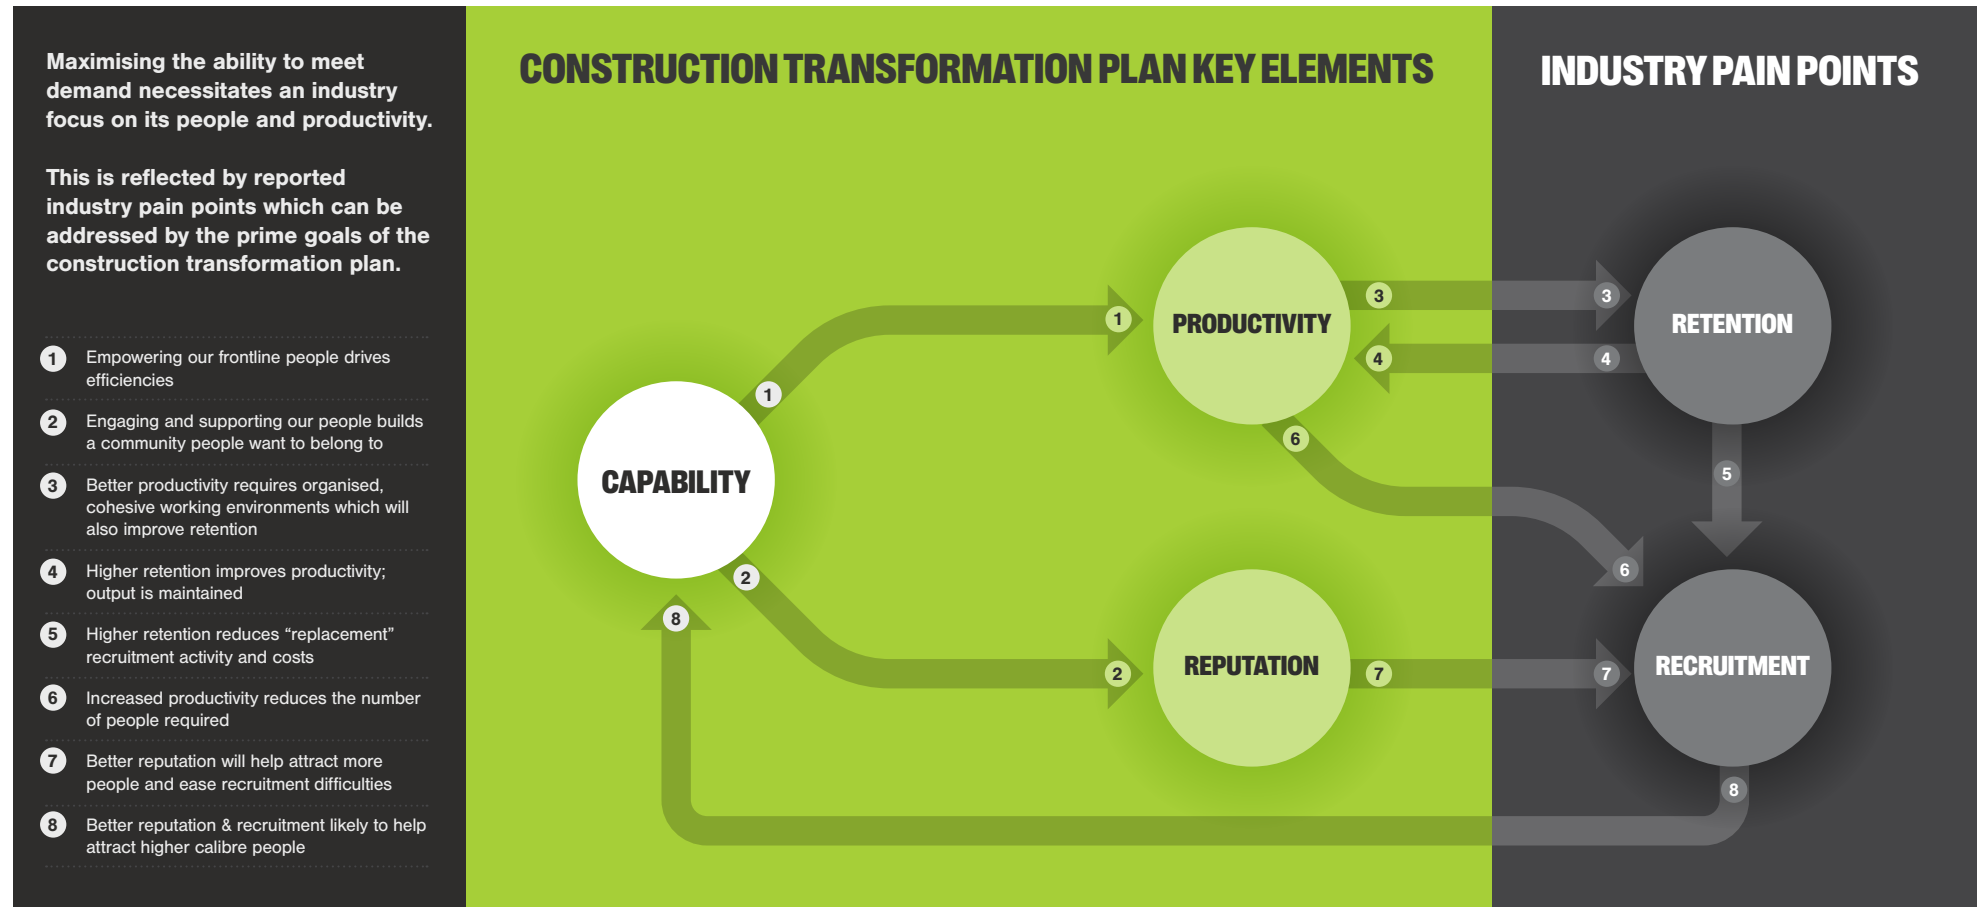 Maximising the ability to meet
demand necessitates an industry
focus on its people and productivity.
This is reflected by reported
industry pain points which can be
addressed by the prime goals of the
construction transformation plan.
1 Empowering our frontline people drives
efficiencies
2 Engaging and supporting our people builds
a community people want to belong to
3 Better productivity requires organised,
cohesive working environments which will
also improve retention
4 Higher retention improves productivity;
output is maintained
5 Higher retention reduces “replacement”
recruitment activity and costs
6 Increased productivity reduces the number
of people required
7 Better reputation will help attract more
people and ease recruitment difficulties
8 Better reputation & recruitment likely to help
attract higher calibre people
CONSTRUCTION TRANSFORMATION PLAN KEY ELEMENTS
CAPABILITY
1
1
2
2
8
PRODUCTIVITY
3
4
6
REPUTATION
7
INDUSTRY PAIN POINTS
3
4
RETENTION
5
6
7
RECRUITMENT
8